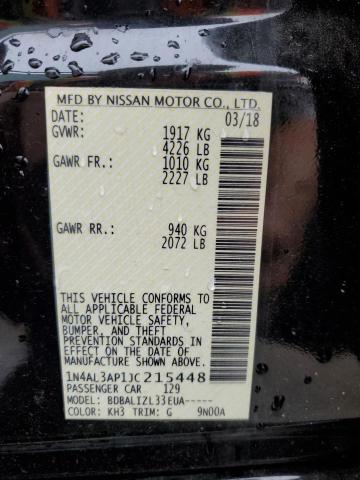 MFD BY NISSAN MOTOR CO., LTD.
DATE: 03/18
GVWR: 1917 KG
4226 LB
GAWR FR.: 1010 KG
2227 LB
GAWR RR.: 940 KG
2072 LB
THIS VEHICLE CONFORMS TO
ALL APPLICABLE FEDERAL
MOTOR VEHICLE SAFETY,
BUMPER, AND THEFT
PREVENTION STANDARDS
IN EFFECT ON THE DATE OF
MANUFACTURE SHOWN ABOVE.
1N4AL3AP1JC215448
PASSENGER CAR 129
MODEL: BDBALIZL33EUA-----
COLOR: KH3 TRIM: G 9N00A